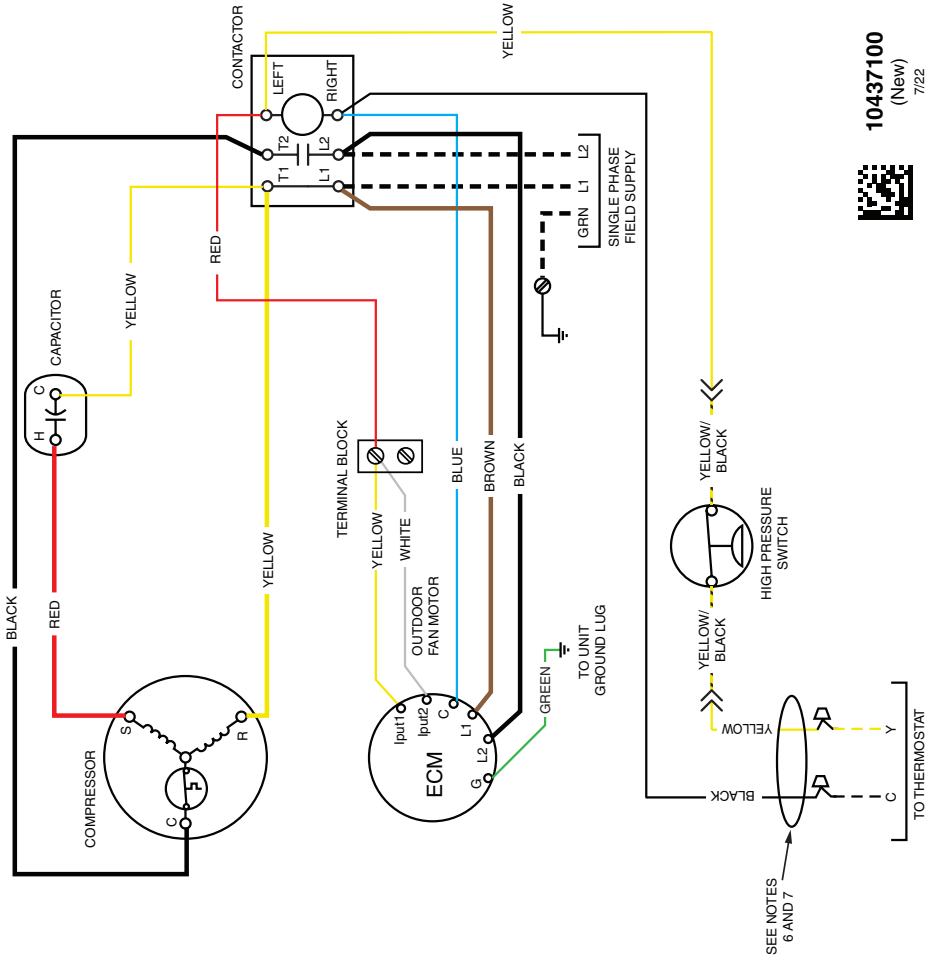 CONTACTOR
LEFT
RIGHT
T2
L2
T1
L1
YELLOW
RED
YELLOW
CAPACITOR
C
H
BLACK
RED
YELLOW
COMPRESSOR
S
R
C
L2
L1
GRN
SINGLE PHASE
FIELD SUPPLY
TERMINAL BLOCK
YELLOW
WHITE
BLUE
BROWN
BLACK
OUTDOOR
FAN MOTOR
Iput1
Iput2
C
L1
L2
G
ECM
GREEN
TO UNIT
GROUND LUG
YELLOW/
BLACK
HIGH PRESSURE
SWITCH
YELLOW/
BLACK
YELLOW
BLACK
Y
C
TO THERMOSTAT
SEE NOTES
6 AND 7
10437100
(New)
7/22